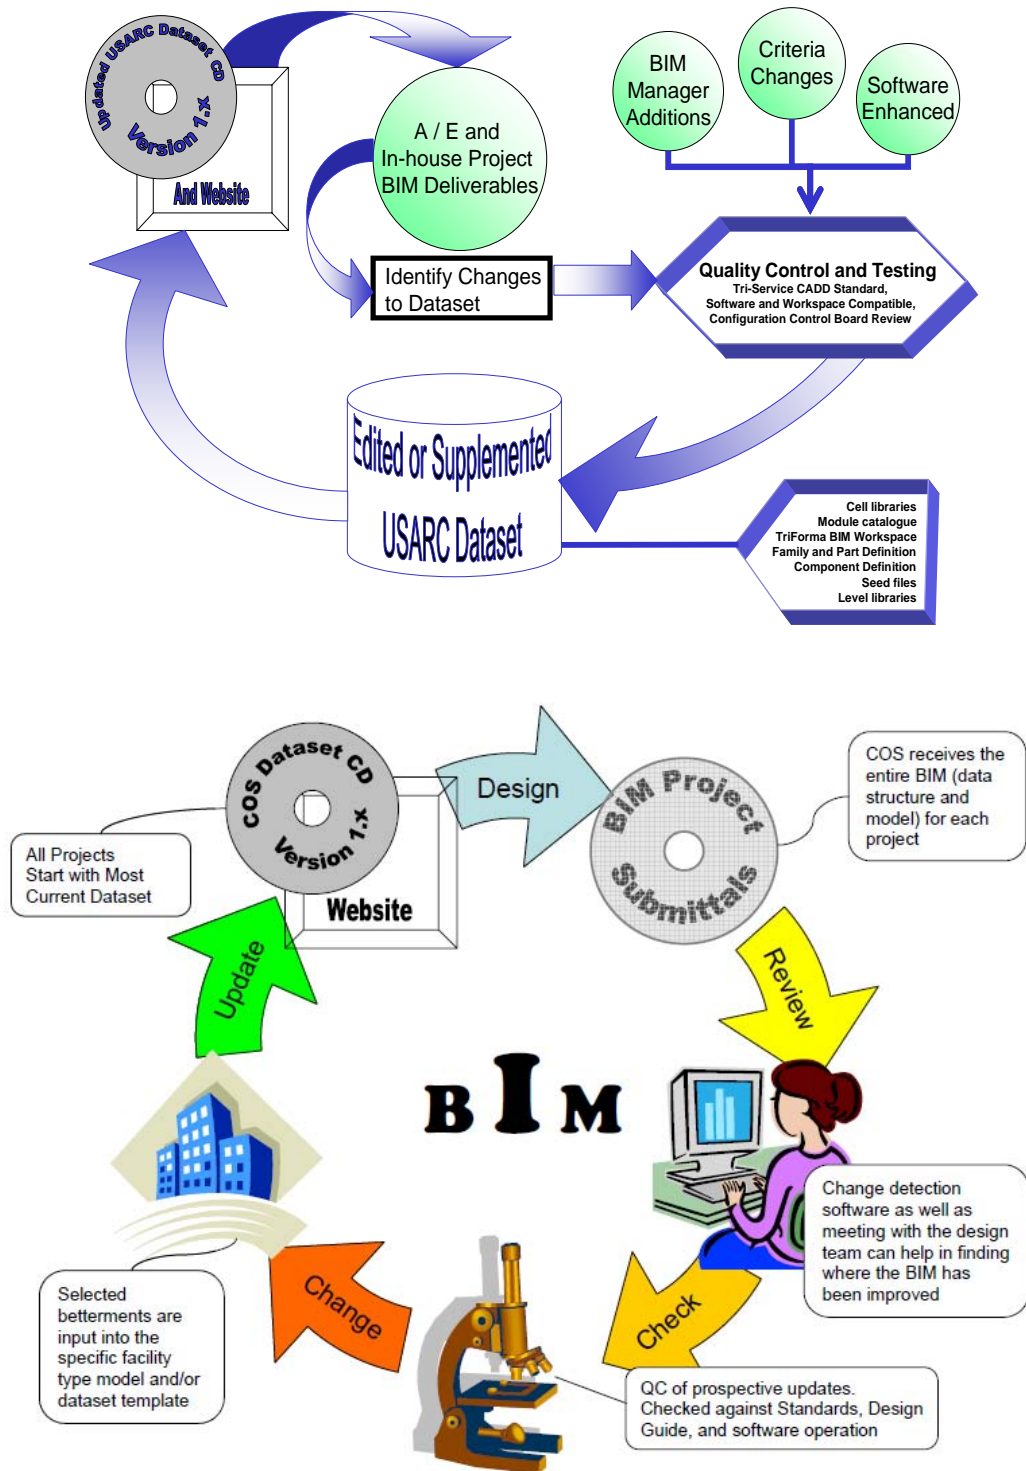 Updated USARC Dataset CD
Version 1.x
And Website
A / E and
In-house Project
BIM Deliverables
BIM
Manager
Additions
Criteria
Changes
Software
Enhanced
Identify Changes
to Dataset
Quality Control and Testing
Tri-Service CADD Standard,
Software and Workspace Compatible,
Configuration Control Board Review
Edited or Supplemented
USARC Dataset
Cell libraries
Module catalogue
TriForma BIM Workspace
Family and Part Definition
Component Definition
Seed files
Level libraries
COS Dataset CD
Version 1.x
Website
Design
BIM Project
Submittals
COS receives the
entire BIM (data
structure and
model) for each
project
All Projects
Start with Most
Current Dataset
Update
Review
BIM
Change detection
software as well as
meeting with the design
team can help in finding
where the BIM has
been improved
Selected
betterments are
input into the
specific facility
type model and/or
dataset template
Change
Check
QC of prospective updates.
Checked against Standards, Design
Guide, and software operation